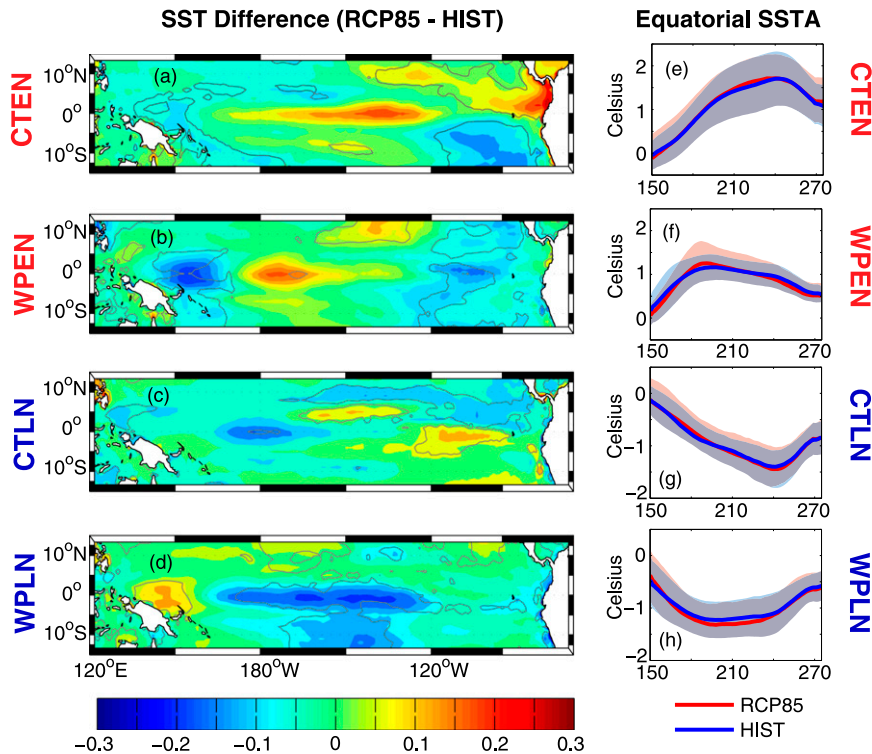 SST Difference (RCP85 - HIST)
Equatorial SSTA
CTEN
10°N
0°
10°S
(a)
Celsius
2
1
0
(e)
150 210 270
CTEN
WPEN
10°N
0°
10°S
(b)
Celsius
2
1
0
(f)
150 210 270
WPEN
CTLN
10°N
0°
10°S
(c)
Celsius
0
−1
−2
(g)
150 210 270
CTLN
WPLN
10°N
0°
10°S
(d)
120°E 180°W 120°W
Celsius
0
−1
−2
(h)
150 210 270
WPLN
−0.3 −0.2 −0.1 0 0.1 0.2 0.3
RCP85
HIST